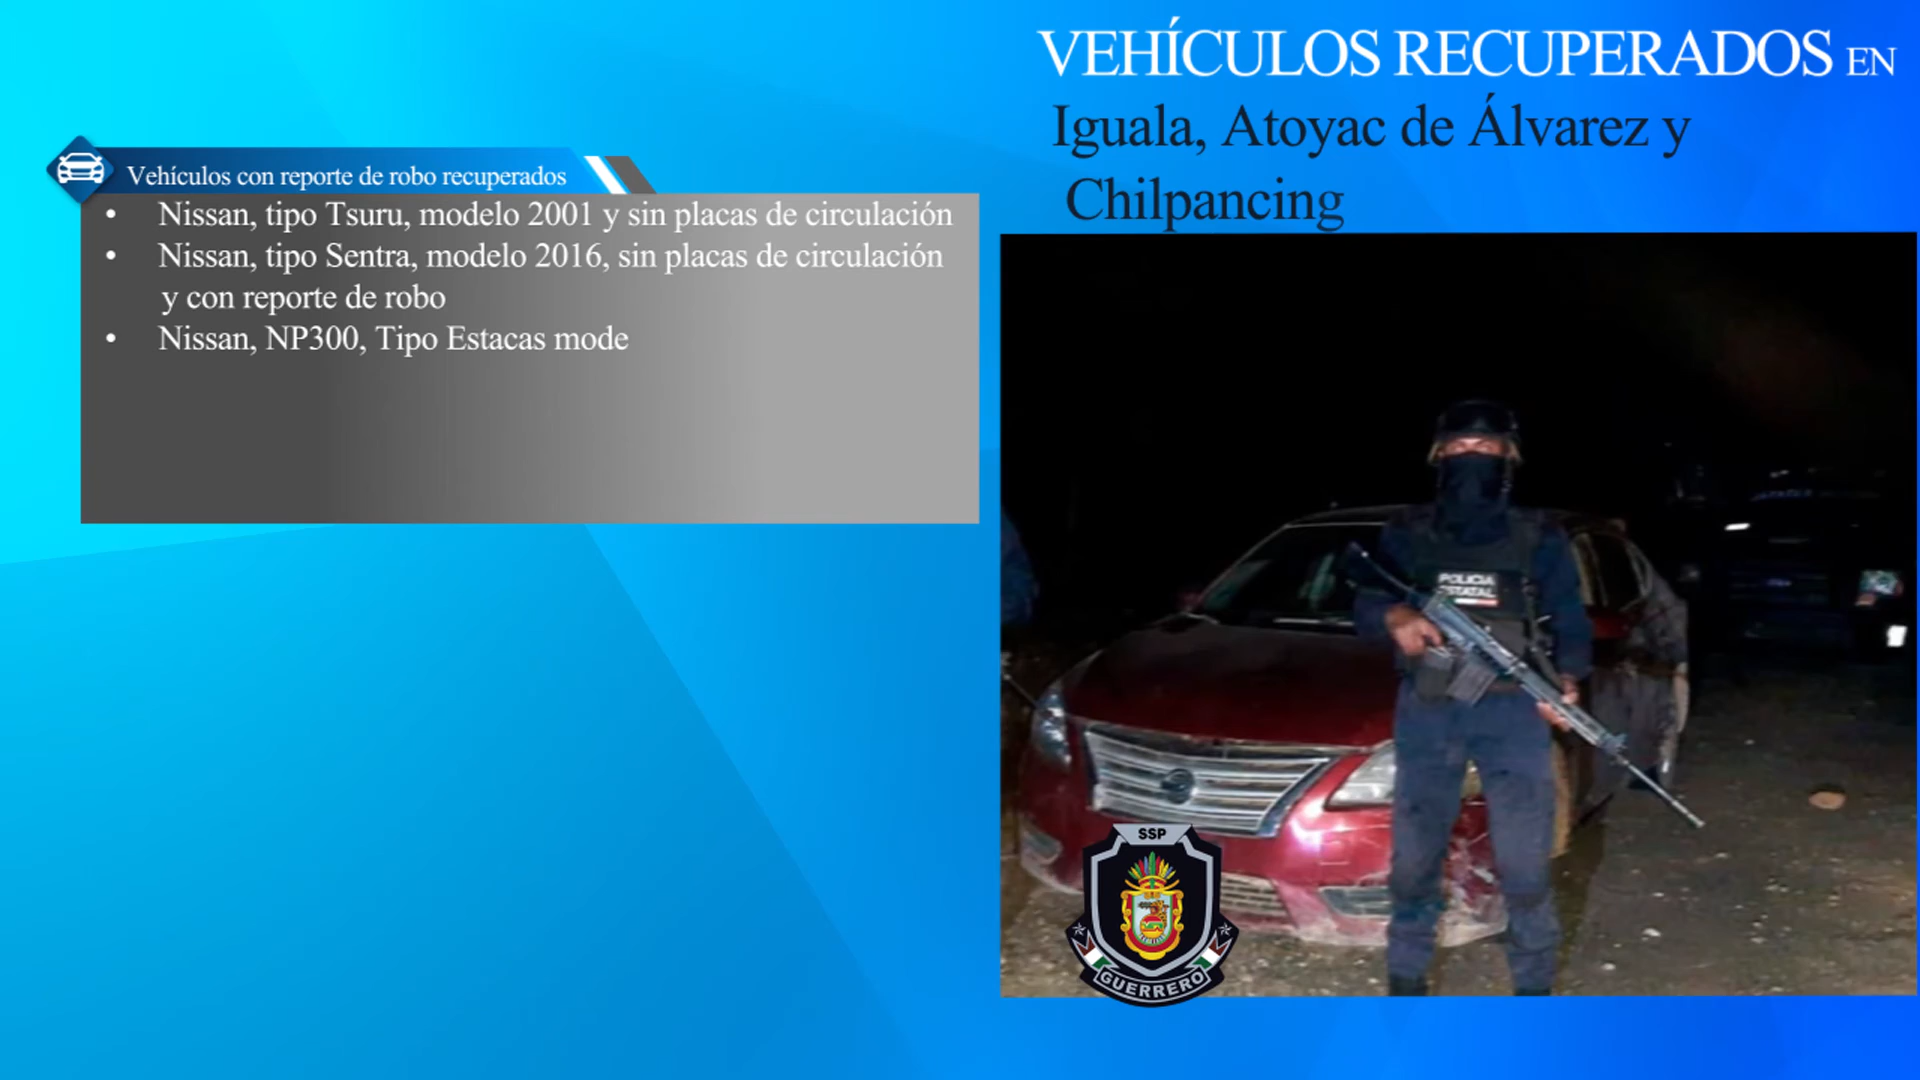 VEHÍCULOS RECUPERADOS EN
Iguala, Atoyac de Álvarez y
Chilpancing
Vehículos con reporte de robo recuperados
• Nissan, tipo Tsuru, modelo 2001 y sin placas de circulación
• Nissan, tipo Sentra, modelo 2016, sin placas de circulación
y con reporte de robo
• Nissan, NP300, Tipo Estacas mode
POLICIA
ESTATAL
SSP
GUERRERO